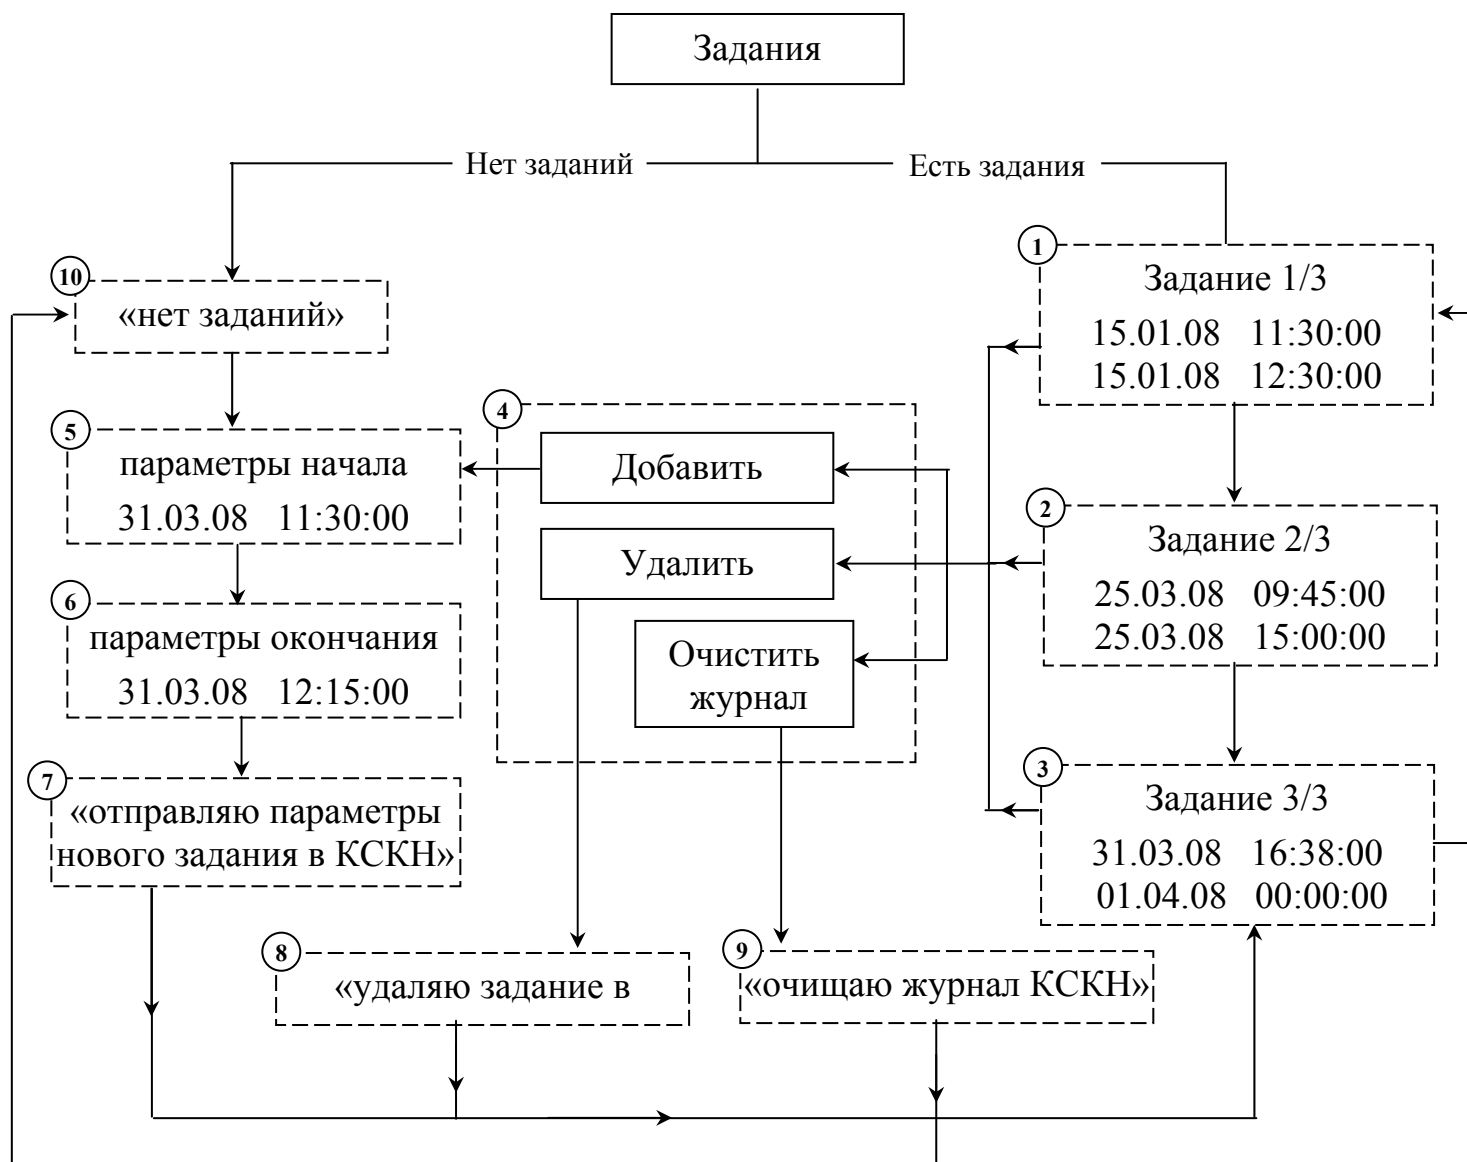 Задания
Нет заданий
Есть задания
1
Задание 1/3
15.01.08 11:30:00
15.01.08 12:30:00
10
«нет заданий»
4
Добавить
Удалить
Очистить
журнал
5
параметры начала
31.03.08 11:30:00
2
Задание 2/3
25.03.08 09:45:00
25.03.08 15:00:00
6
параметры окончания
31.03.08 12:15:00
7
«отправляю параметры
нового задания в КСКН»
3
Задание 3/3
31.03.08 16:38:00
01.04.08 00:00:00
8
«удаляю задание в
9
«очищаю журнал КСКН»